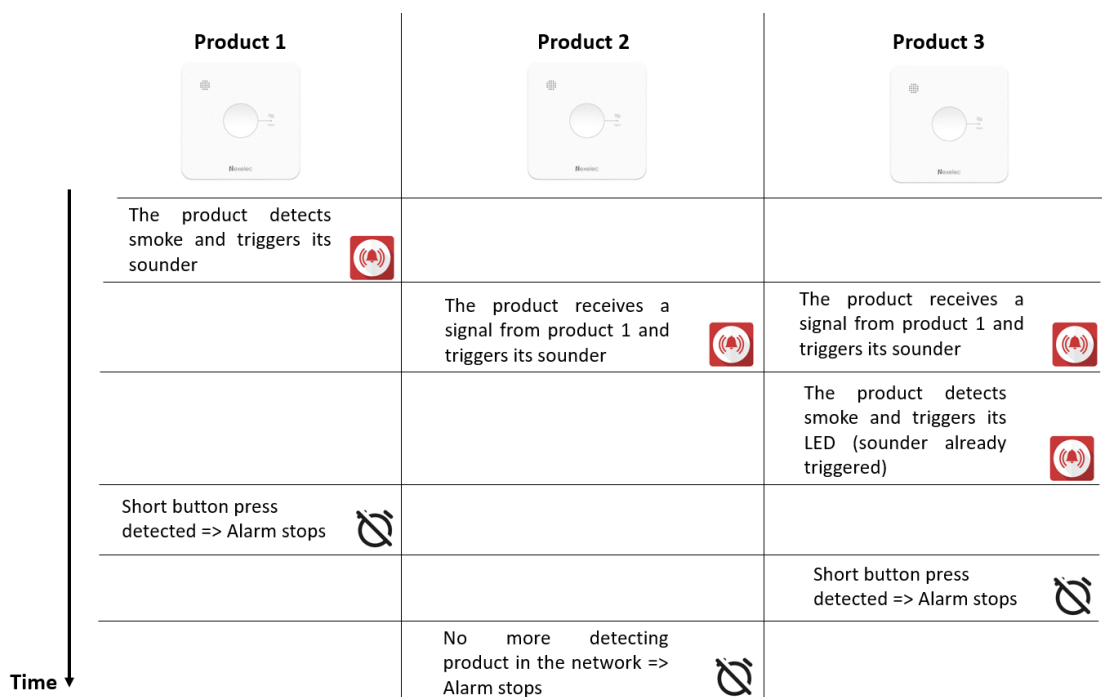 Product 1
Product 2
Product 3
Nexelec
Nexelec
Nexelec
The product detects
smoke and triggers its
sounder
The product receives a
signal from product 1 and
triggers its sounder
The product receives a
signal from product 1 and
triggers its sounder
The product detects
smoke and triggers its
LED (sounder already
triggered)
Short button press
detected => Alarm stops
Short button press
detected => Alarm stops
No more detecting
product in the network =>
Alarm stops
Time